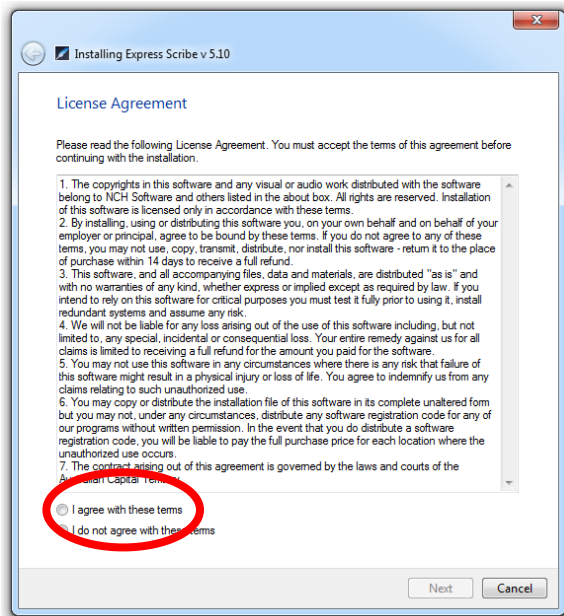 Installing Express Scribe v 5.10
License Agreement
Please read the following License Agreement. You must accept the terms of this agreement before
continuing with the installation.
1. The copyrights in this software and any visual or audio work distributed with the software
belong to NCH Software and others listed in the about box. All rights are reserved. Installation
of this software is licensed only in accordance with these terms.
2. By installing, using or distributing this software you, on your own behalf and on behalf of your
employer or principal, agree to be bound by these terms. If you do not agree to any of these
terms, you may not use, copy, transmit, distribute, nor install this software - return it to the place
of purchase within 14 days to receive a full refund.
3. This software, and all accompanying files, data and materials, are distributed "as is" and
with no warranties of any kind, whether express or implied except as required by law. If you
intend to rely on this software for critical purposes you must test it fully prior to using it, install
redundant systems and assume any risk.
4. We will not be liable for any loss arising out of the use of this software including, but not
limited to, any special, incidental or consequential loss. Your entire remedy against us for all
claims is limited to receiving a full refund for the amount you paid for the software.
5. You may not use this software in any circumstances where there is any risk that failure of
this software might result in a physical injury or loss of life. You agree to indemnify us from any
claims relating to such unauthorized use.
6. You may copy or distribute the installation file of this software in its complete unaltered form
but you may not, under any circumstances, distribute any software registration code for any of
our programs without written permission. In the event that you do distribute a software
registration code, you will be liable to pay the full purchase price for each location where the
unauthorized use occurs.
7. The contract arising out of this agreement is governed by the laws and courts of the
Australian Capital Territory.
I agree with these terms
I do not agree with these terms
Next
Cancel